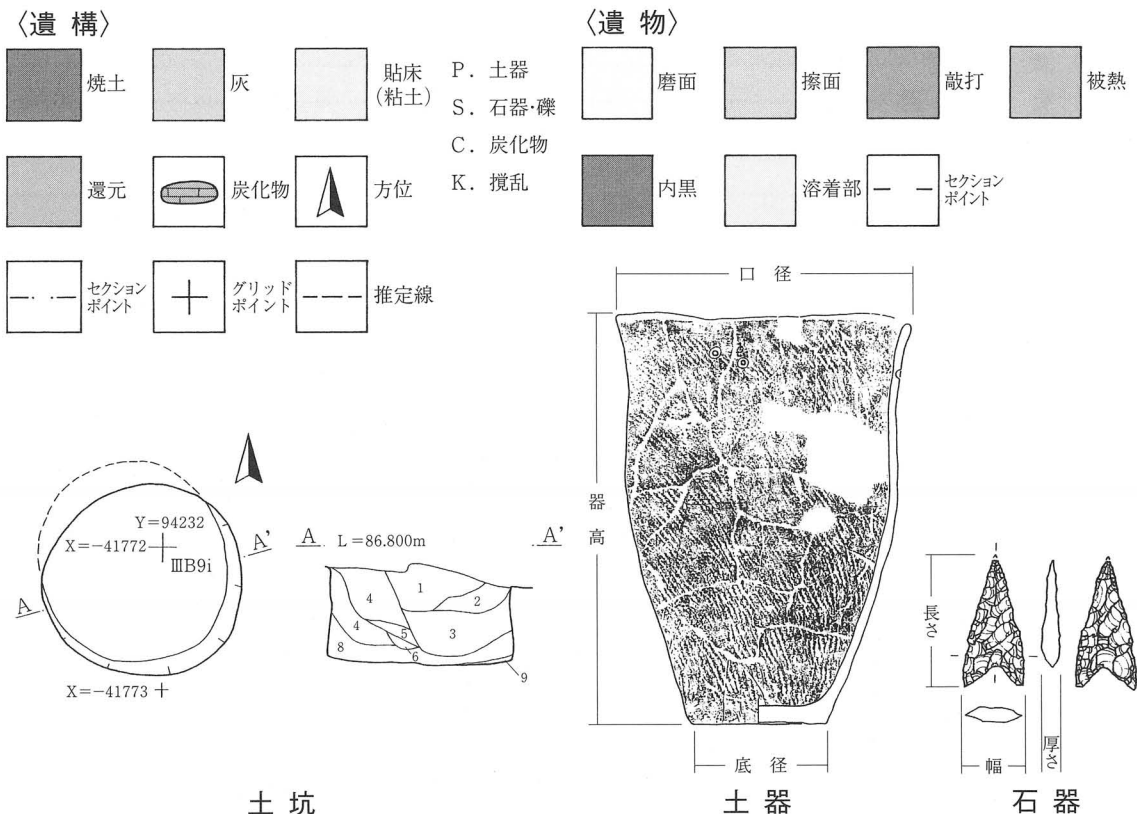 〈遺 構〉
焼土
灰
貼床
(粘土)
P. 土器
S. 石器・礫
C. 炭化物
K. 撹乱
還元
炭化物
方位
セクション
ポイント
グリッド
ポイント
推定線
〈遺 物〉
磨面
擦面
敲打
被熱
内黒
溶着部
セクション
ポイント
Y=94232
X=-41772
ⅢB9i
A
A'
X=-41773
A
L=86.800m
A'
1
2
3
4
4
5
6
8
9
土 坑
口 径
器高
底 径
土 器
長さ
幅
厚さ
石 器